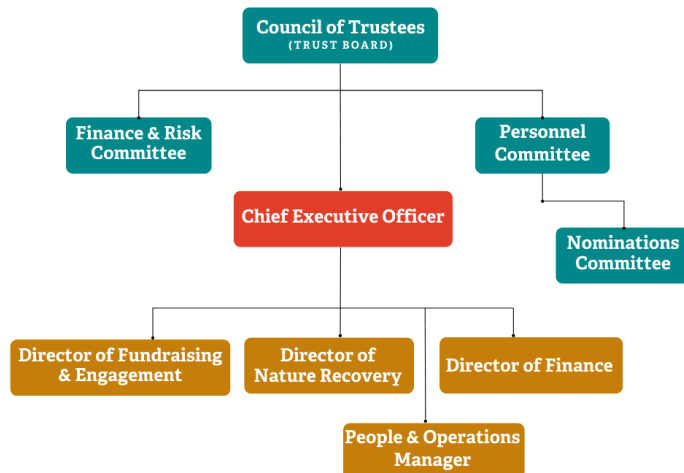 Council of Trustees
(TRUST BOARD)
Finance & Risk
Committee
Personnel
Committee
Chief Executive Officer
Nominations
Committee
Director of Fundraising
& Engagement
Director of
Nature Recovery
Director of Finance
People & Operations
Manager